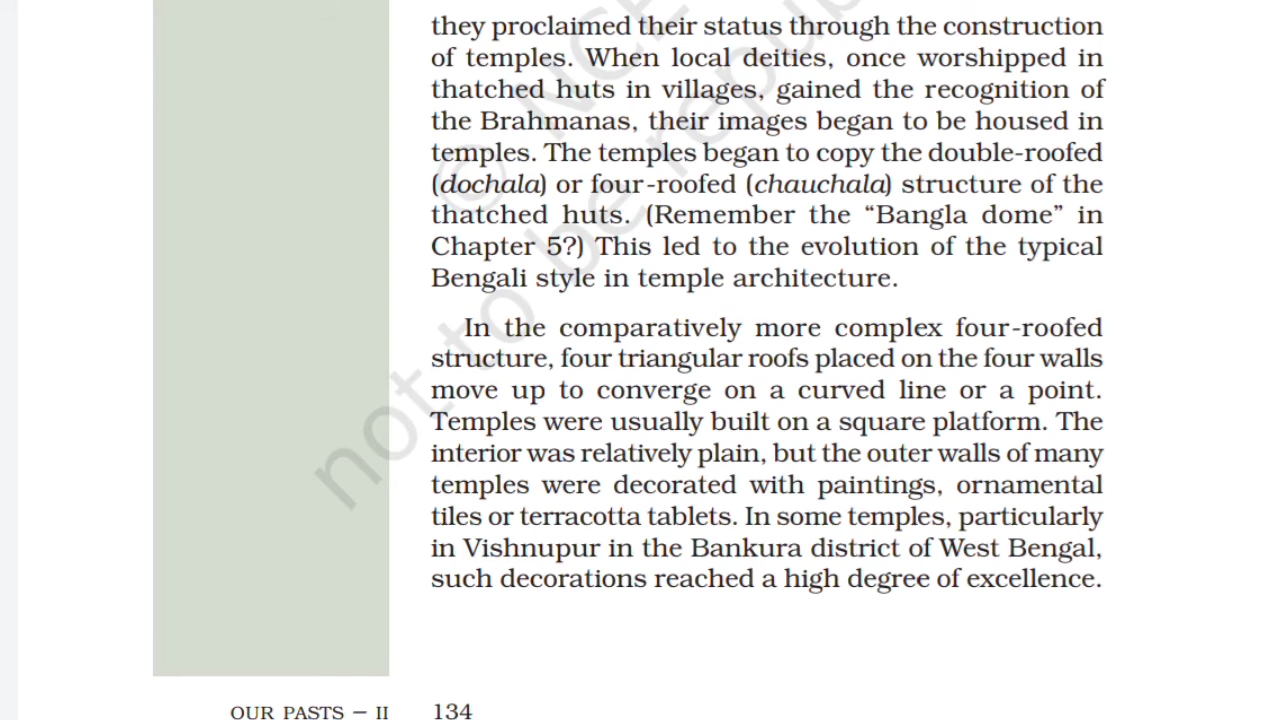 they proclaimed their status through the construction
of temples. When local deities, once worshipped in
thatched huts in villages, gained the recognition of
the Brahmanas, their images began to be housed in
temples. The temples began to copy the double-roofed
(dochala) or four-roofed (chauchala) structure of the
thatched huts. (Remember the “Bangla dome” in
Chapter 5?) This led to the evolution of the typical
Bengali style in temple architecture.
In the comparatively more complex four-roofed
structure, four triangular roofs placed on the four walls
move up to converge on a curved line or a point.
Temples were usually built on a square platform. The
interior was relatively plain, but the outer walls of many
temples were decorated with paintings, ornamental
tiles or terracotta tablets. In some temples, particularly
in Vishnupur in the Bankura district of West Bengal,
such decorations reached a high degree of excellence.
OUR PASTS – II 134
© NCE
not to be repub